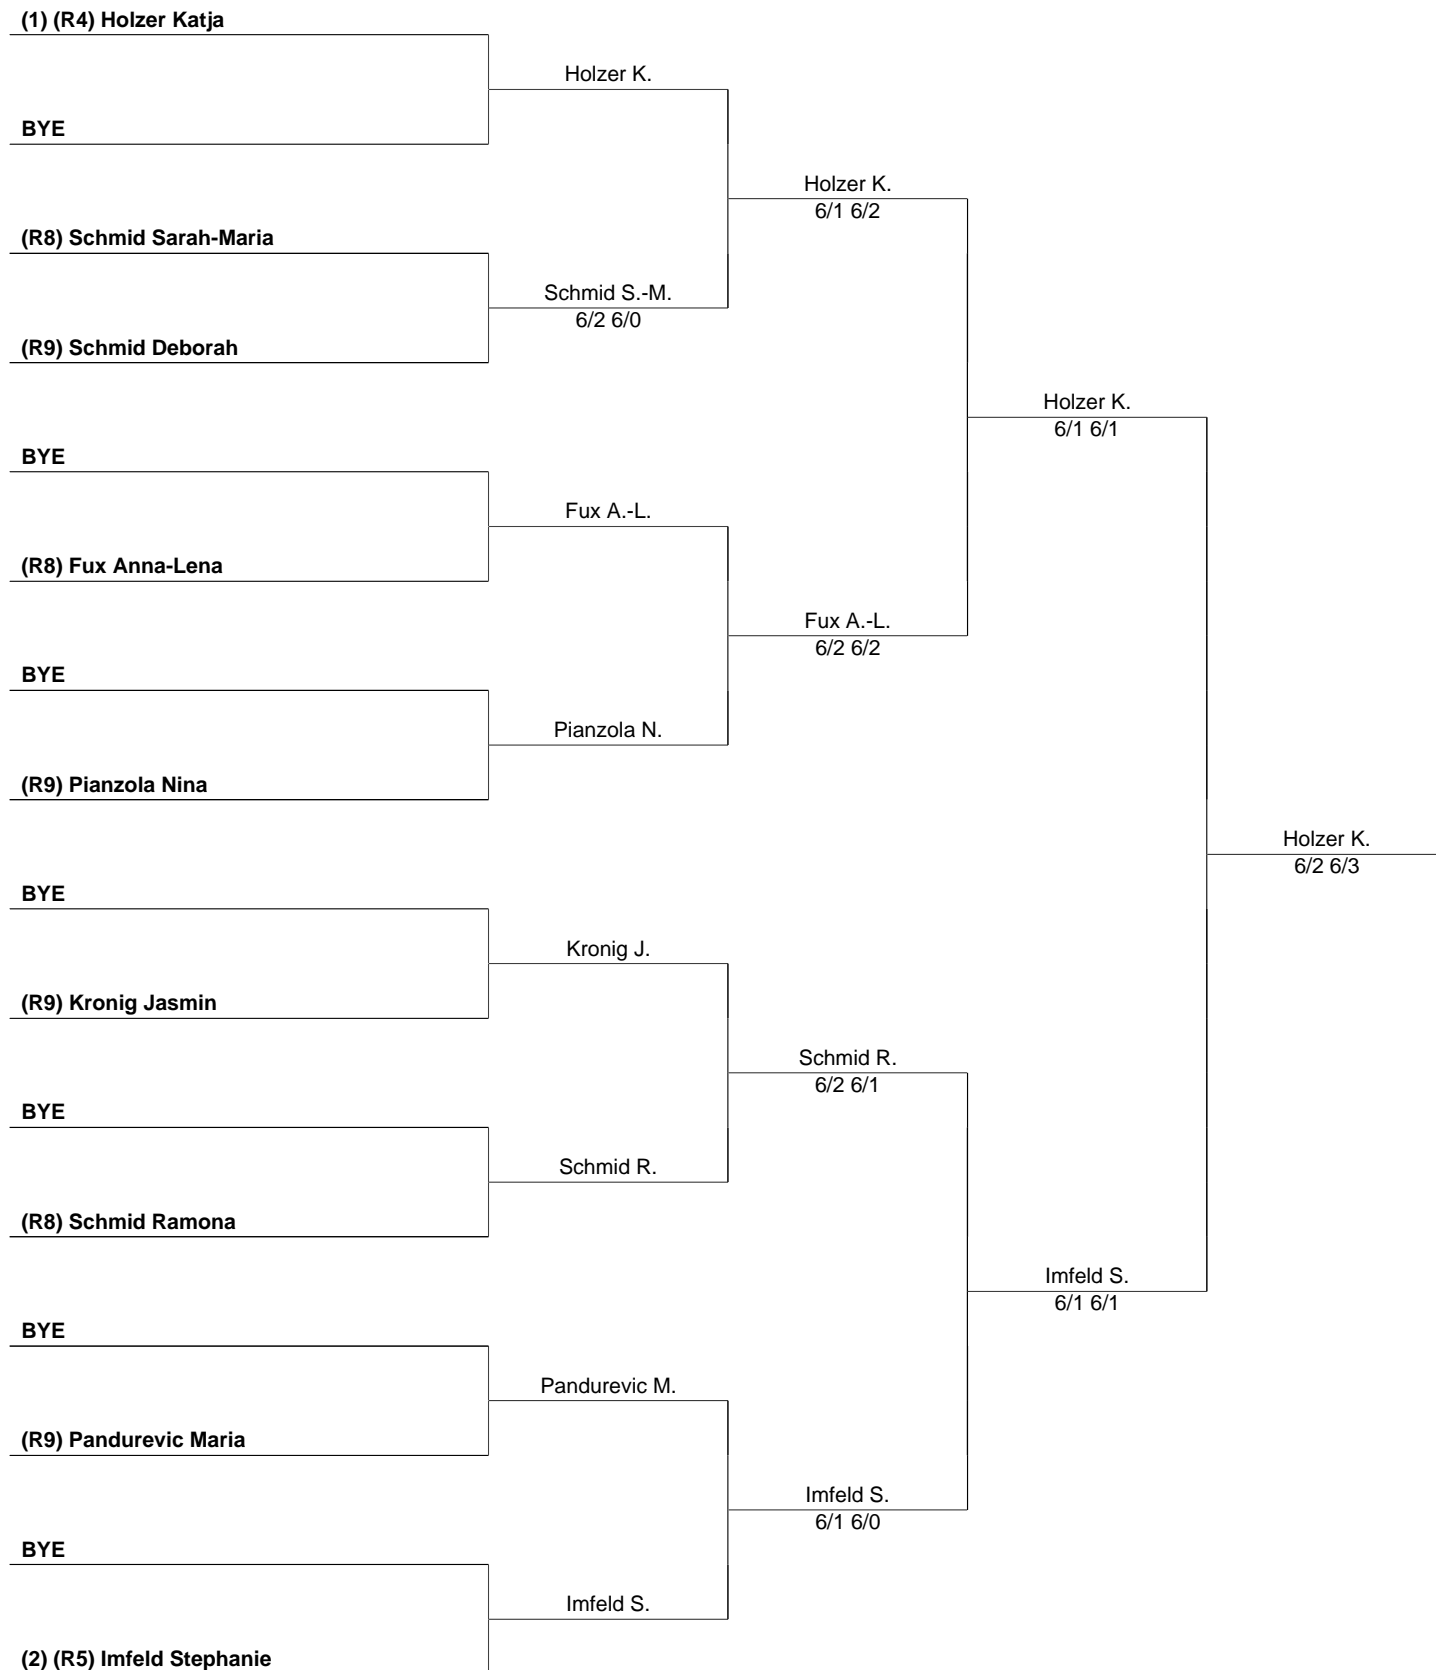 (1) (R4) Holzer Katja
Holzer K.
BYE
Holzer K.
6/1 6/2
(R8) Schmid Sarah-Maria
Schmid S.-M.
6/2 6/0
(R9) Schmid Deborah
Holzer K.
6/1 6/1
BYE
Fux A.-L.
(R8) Fux Anna-Lena
Fux A.-L.
6/2 6/2
BYE
Pianzola N.
(R9) Pianzola Nina
Holzer K.
6/2 6/3
BYE
Kronig J.
(R9) Kronig Jasmin
Schmid R.
6/2 6/1
BYE
Schmid R.
(R8) Schmid Ramona
Imfeld S.
6/1 6/1
BYE
Pandurevic M.
(R9) Pandurevic Maria
Imfeld S.
6/1 6/0
BYE
Imfeld S.
(2) (R5) Imfeld Stephanie